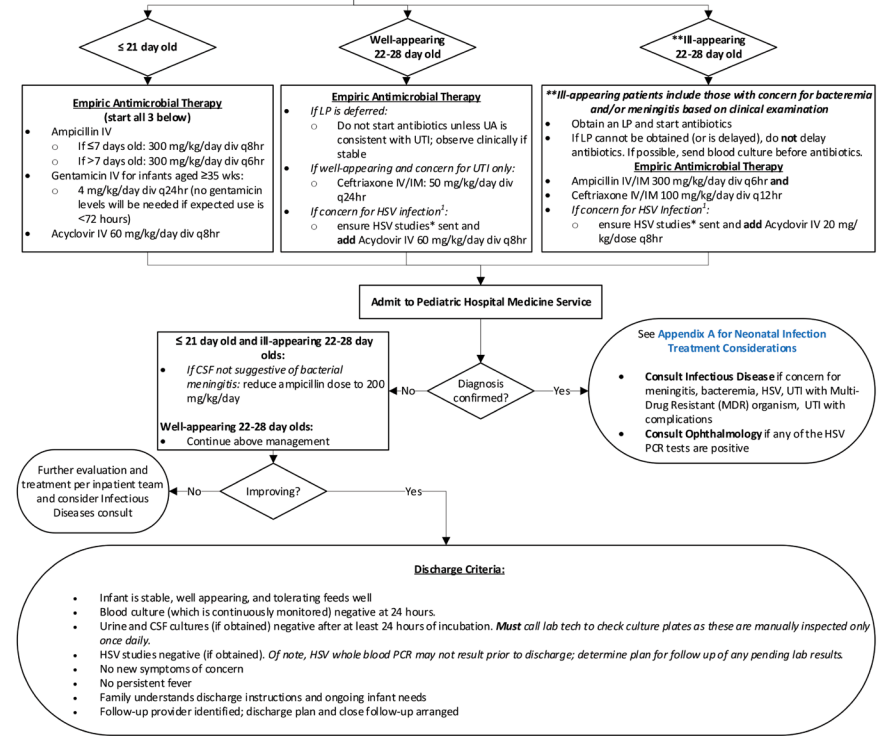 ≤ 21 day old
Well-appearing
22-28 day old
**Ill-appearing
22-28 day old
Empiric Antimicrobial Therapy
(start all 3 below)
• Ampicillin IV
o If ≤7 days old: 300 mg/kg/day div q8hr
o If >7 days old: 300 mg/kg/day div q6hr
• Gentamicin IV for infants aged ≥35 wks:
o 4 mg/kg/day div q24hr (no gentamicin
levels will be needed if expected use is
<72 hours)
• Acyclovir IV 60 mg/kg/day div q8hr
Empiric Antimicrobial Therapy
• If LP is deferred:
o Do not start antibiotics unless UA is
consistent with UTI; observe clinically if
stable
• If well-appearing and concern for UTI only:
o Ceftriaxone IV/IM: 50 mg/kg/day div
q24hr
• If concern for HSV infection¹:
o ensure HSV studies* sent and
add Acyclovir IV 60 mg/kg/day div q8hr
**Ill-appearing patients include those with concern for bacteremia
and/or meningitis based on clinical examination
• Obtain an LP and start antibiotics
• If LP cannot be obtained (or is delayed), do not delay
antibiotics. If possible, send blood culture before antibiotics.
Empiric Antimicrobial Therapy
• Ampicillin IV/IM 300 mg/kg/day div q6hr and
• Ceftriaxone IV/IM 100 mg/kg/day div q12hr
• If concern for HSV Infection¹:
o ensure HSV studies* sent and add Acyclovir IV 20 mg/
kg/dose q8hr
Admit to Pediatric Hospital Medicine Service
≤ 21 day old and ill-appearing 22-28 day
olds:
• If CSF not suggestive of bacterial
meningitis: reduce ampicillin dose to 200
mg/kg/day
Well-appearing 22-28 day olds:
• Continue above management
No
Diagnosis
confirmed?
Yes
See Appendix A for Neonatal Infection
Treatment Considerations
• Consult Infectious Disease if concern for
meningitis, bacteremia, HSV, UTI with Multi-
Drug Resistant (MDR) organism, UTI with
complications
• Consult Ophthalmology if any of the HSV
PCR tests are positive
Further evaluation and
treatment per inpatient team
and consider Infectious
Diseases consult
No
Improving?
Yes
Discharge Criteria:
• Infant is stable, well appearing, and tolerating feeds well
• Blood culture (which is continuously monitored) negative at 24 hours.
• Urine and CSF cultures (if obtained) negative after at least 24 hours of incubation. Must call lab tech to check culture plates as these are manually inspected only
once daily.
• HSV studies negative (if obtained). Of note, HSV whole blood PCR may not result prior to discharge; determine plan for follow up of any pending lab results.
• No new symptoms of concern
• No persistent fever
• Family understands discharge instructions and ongoing infant needs
• Follow-up provider identified; discharge plan and close follow-up arranged